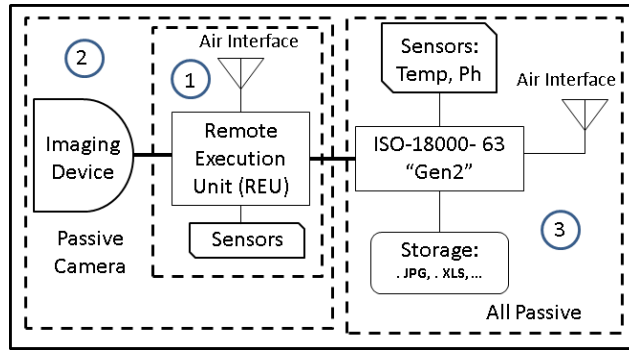 2
1
Air Interface
Imaging
Device
Remote
Execution
Unit (REU)
Sensors
Passive
Camera
Sensors:
Temp, Ph
Air Interface
ISO-18000- 63
“Gen2”
Storage:
. JPG, . XLS, ...
3
All Passive